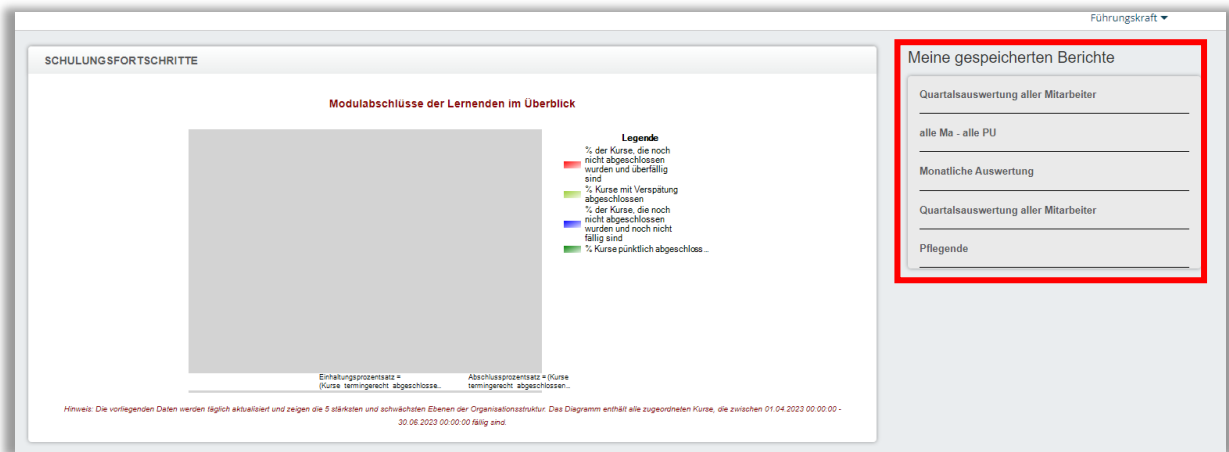 Führungskraft
SCHULUNGSFORTSCHRITTE
Modulabschlüsse der Lernenden im Überblick
Legende
% der Kurse, die noch
nicht abgeschlossen
wurden und überfällig
sind
% Kurse mit Verspätung
abgeschlossen
% der Kurse, die noch
nicht abgeschlossen
wurden und noch nicht
fällig sind
% Kurse pünktlich abgeschloss...
Einhaltungsprozentsatz =
(Kurse termingerecht abgeschlosse...
Abschlussprozentsatz = (Kurse
termingerecht abgeschlossen...
Hinweis: Die vorliegenden Daten werden täglich aktualisiert und zeigen die 5 stärksten und schwächsten Ebenen der Organisationsstruktur. Das Diagramm enthält alle zugeordneten Kurse, die zwischen 01.04.2023 00:00:00 -
30.06.2023 00:00:00 fällig sind.
Meine gespeicherten Berichte
Quartalsauswertung aller Mitarbeiter
alle Ma - alle PU
Monatliche Auswertung
Quartalsauswertung aller Mitarbeiter
Pflegende